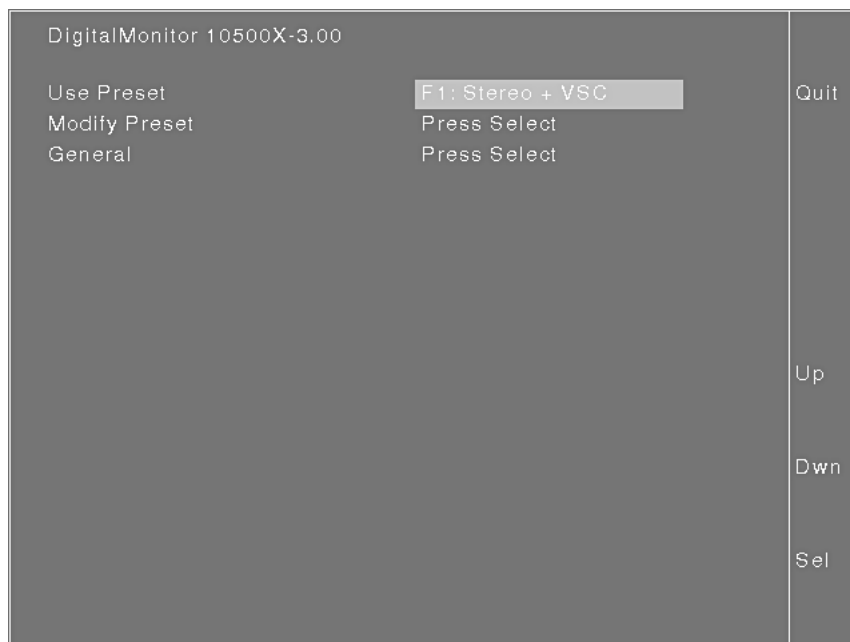 DigitalMonitor 10500X-3.00
Use Preset F1: Stereo + VSC
Modify Preset Press Select
General Press Select
Quit
Up
Dwn
Sel